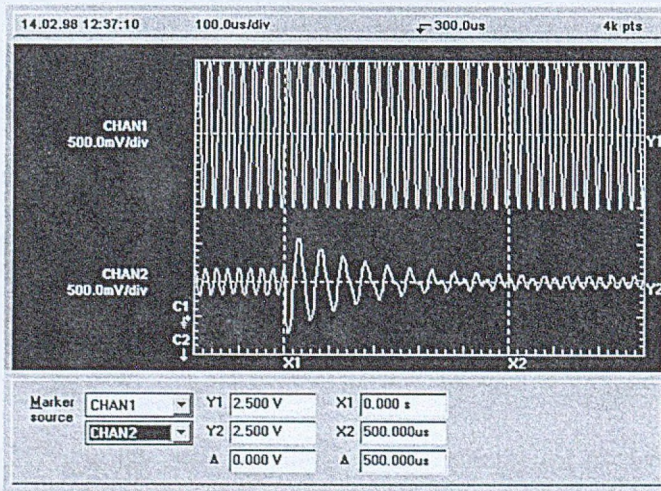 14.02.98 12:37:10 100.0us/div 300.0us 4k pts
CHAN1
500.0mV/div
Y1
CHAN2
500.0mV/div
Y2
C1
C2
X1 X2
Marker source
CHAN1 Y1 2.500 V X1 0.000 s
CHAN2 Y2 2.500 V X2 500.000us
Δ 0.000 V Δ 500.000us